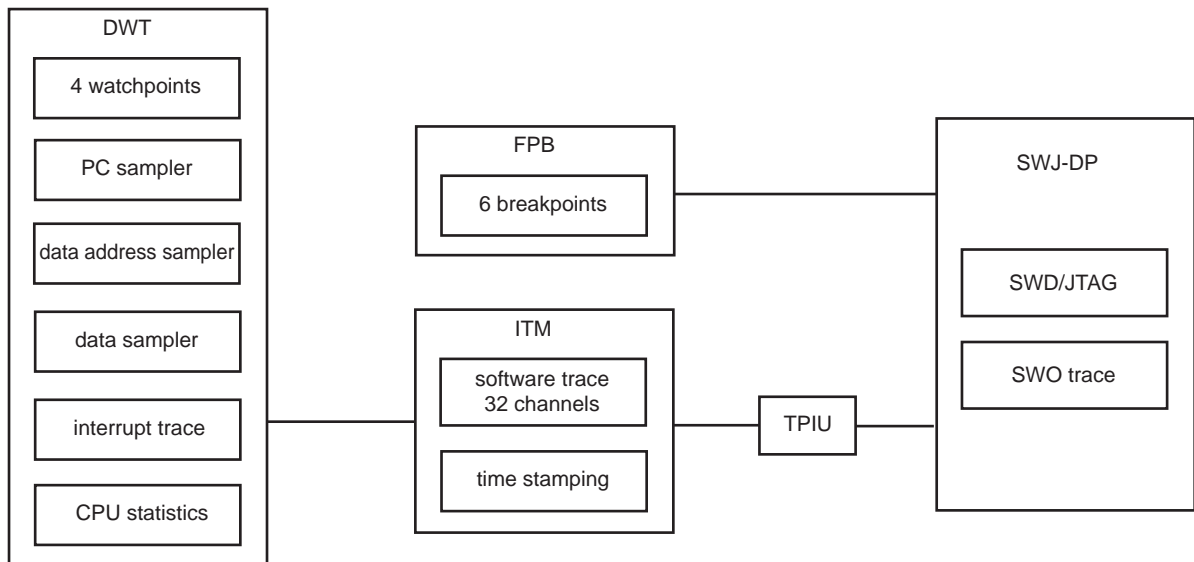 DWT
4 watchpoints
PC sampler
data address sampler
data sampler
interrupt trace
CPU statistics
FPB
6 breakpoints
ITM
software trace
32 channels
time stamping
TPIU
SWJ-DP
SWD/JTAG
SWO trace